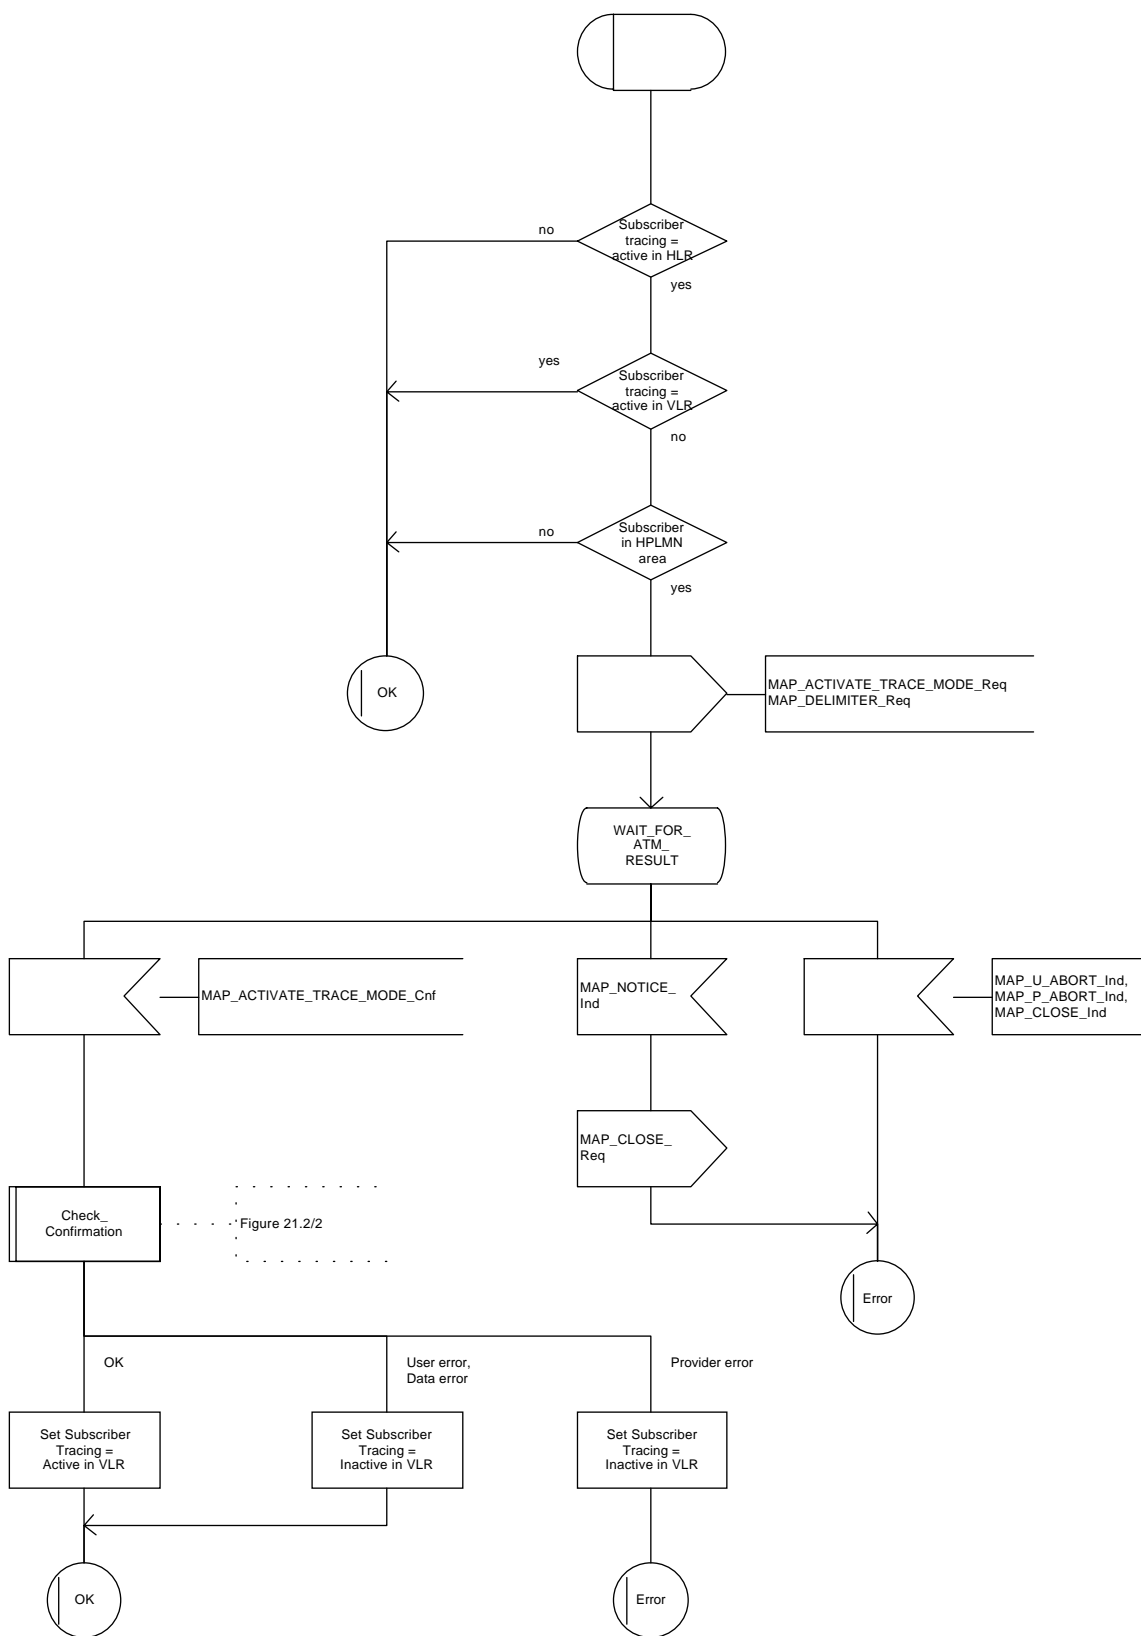 Subscriber
tracing =
active in HLR
no
yes
Subscriber
tracing =
active in VLR
yes
no
Subscriber
in HPLMN
area
no
yes
OK
MAP_ACTIVATE_TRACE_MODE_Req
MAP_DELIMITER_Req
WAIT_FOR_
ATM_
RESULT
MAP_ACTIVATE_TRACE_MODE_Cnf
MAP_NOTICE_
Ind
MAP_U_ABORT_Ind,
MAP_P_ABORT_Ind,
MAP_CLOSE_Ind
MAP_CLOSE_
Req
Check_
Confirmation
Figure 21.2/2
Error
OK
User error,
Data error
Provider error
Set Subscriber
Tracing =
Active in VLR
Set Subscriber
Tracing =
Inactive in VLR
Set Subscriber
Tracing =
Inactive in VLR
OK
Error